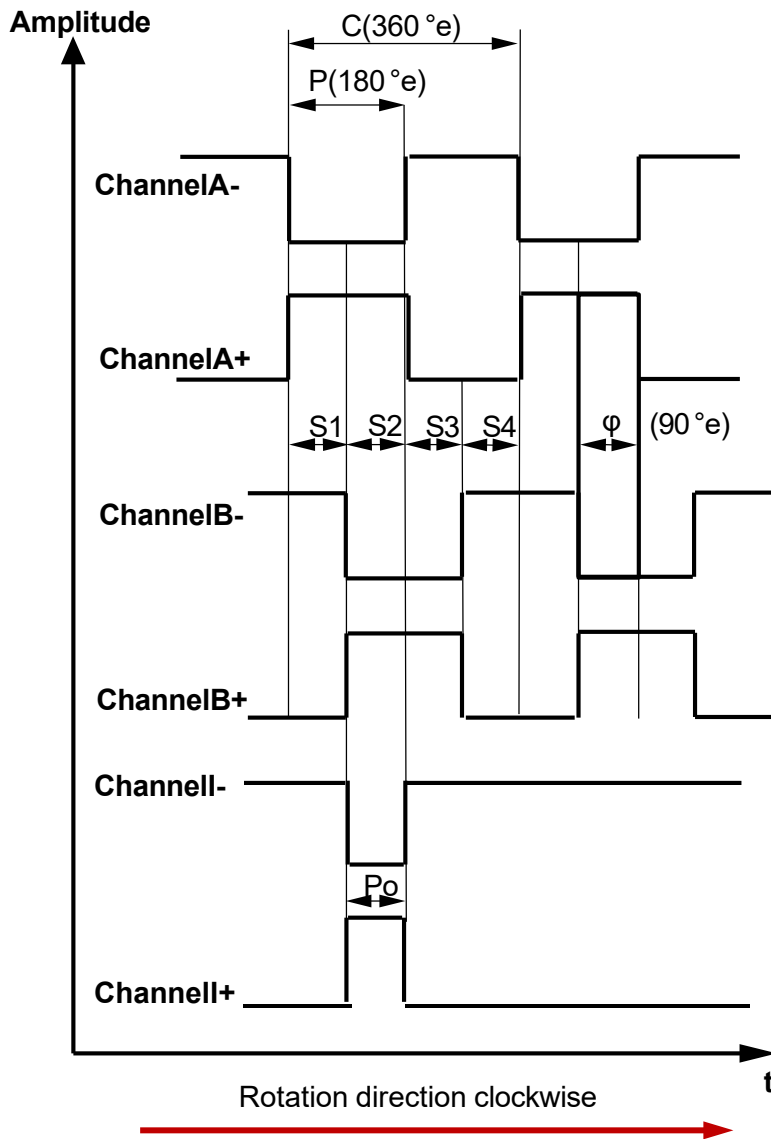 Amplitude
C(360 °e)
P(180 °e)
ChannelA-
ChannelA+
S1 S2 S3 S4 φ (90 °e)
ChannelB-
ChannelB+
ChannelI-
Po
ChannelI+
t
Rotation direction clockwise